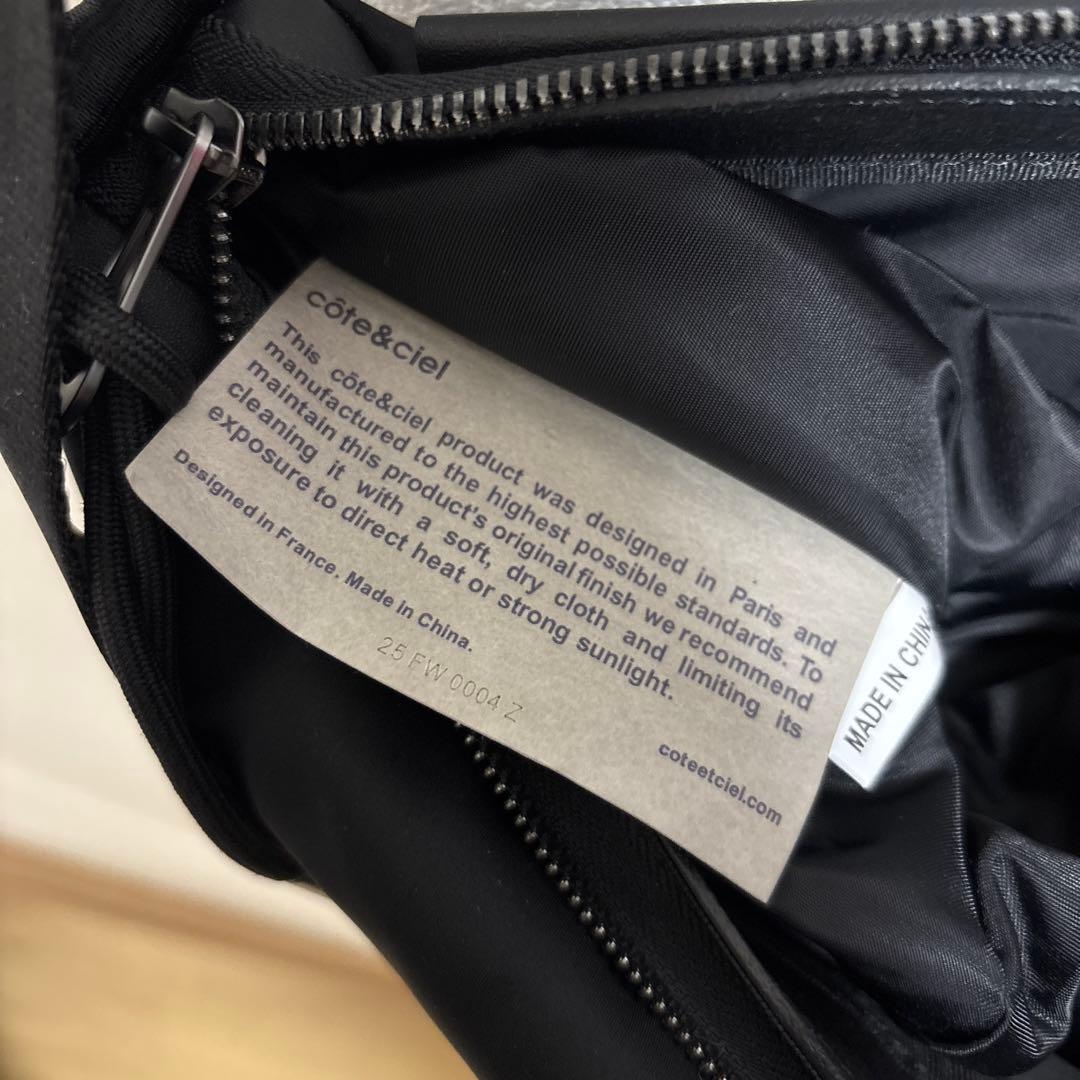 côte&ciel
This côte&ciel product was designed in Paris and
manufactured to the highest possible standards. To
maintain this product's original finish we recommend
cleaning it with a soft, dry cloth and limiting its
exposure to direct heat or strong sunlight.
Designed in France. Made in China.
25 FW 0004 Z
coteetciel.com
MADE IN CHIN